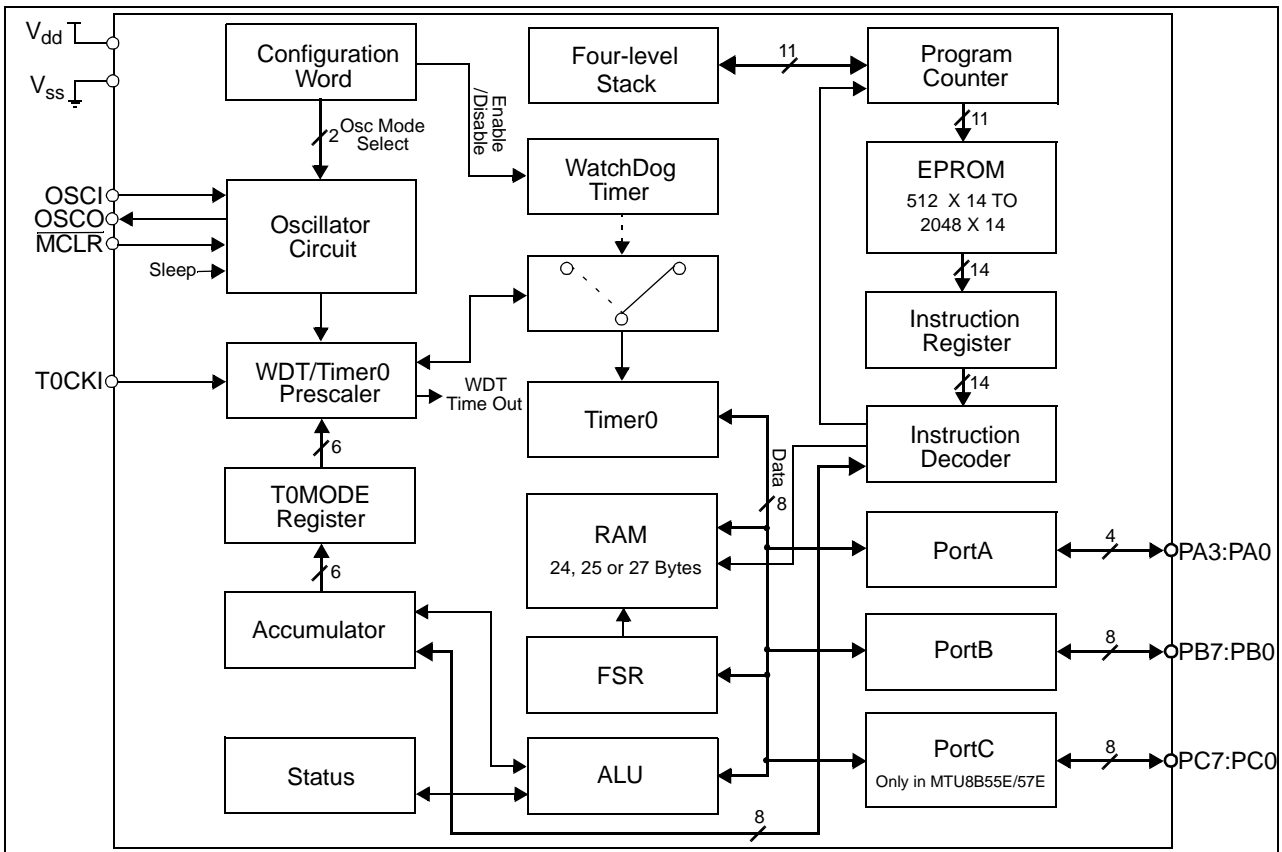 Vdd
Vss
OSCI
OSCO
MCLR
Sleep
T0CKI
Configuration
Word
2
Osc Mode
Select
Enable
/Disable
Oscillator
Circuit
WDT/Timer0
Prescaler
WDT
Time Out
6
T0MODE
Register
6
Accumulator
Status
Four-level
Stack
11
WatchDog
Timer
Timer0
Data
8
RAM
24, 25 or 27 Bytes
FSR
ALU
8
Program
Counter
11
EPROM
512 X 14 TO
2048 X 14
14
Instruction
Register
14
Instruction
Decoder
PortA
4
PA3:PA0
PortB
8
PB7:PB0
PortC
Only in MTU8B55E/57E
8
PC7:PC0